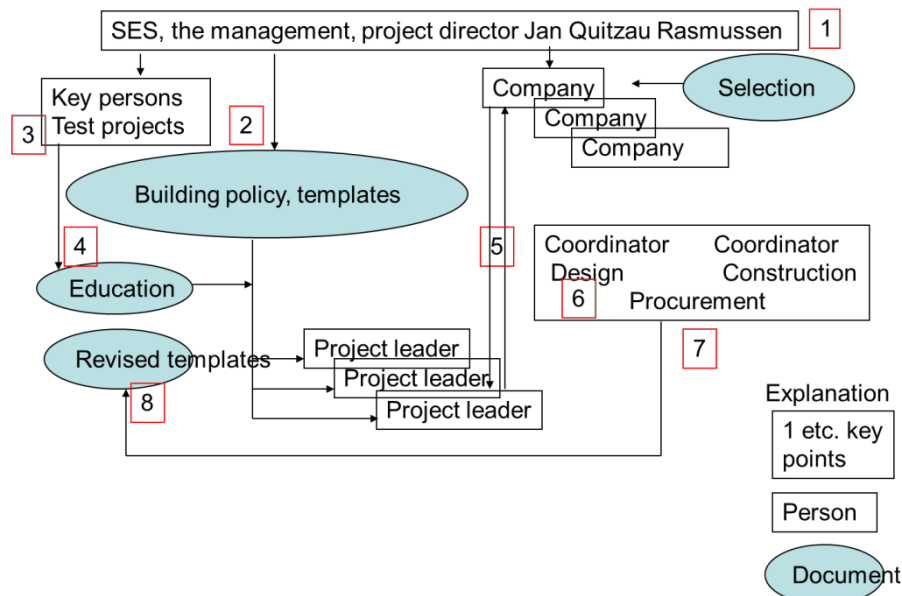 SES, the management, project director Jan Quitzau Rasmussen
1
Key persons
Test projects
3
2
Company
Company
Company
Selection
Building policy, templates
4
Education
5
Coordinator Coordinator
Design Construction
6
Procurement
7
Revised templates
8
Project leader
Project leader
Project leader
Explanation
1 etc. key
points
Person
Document